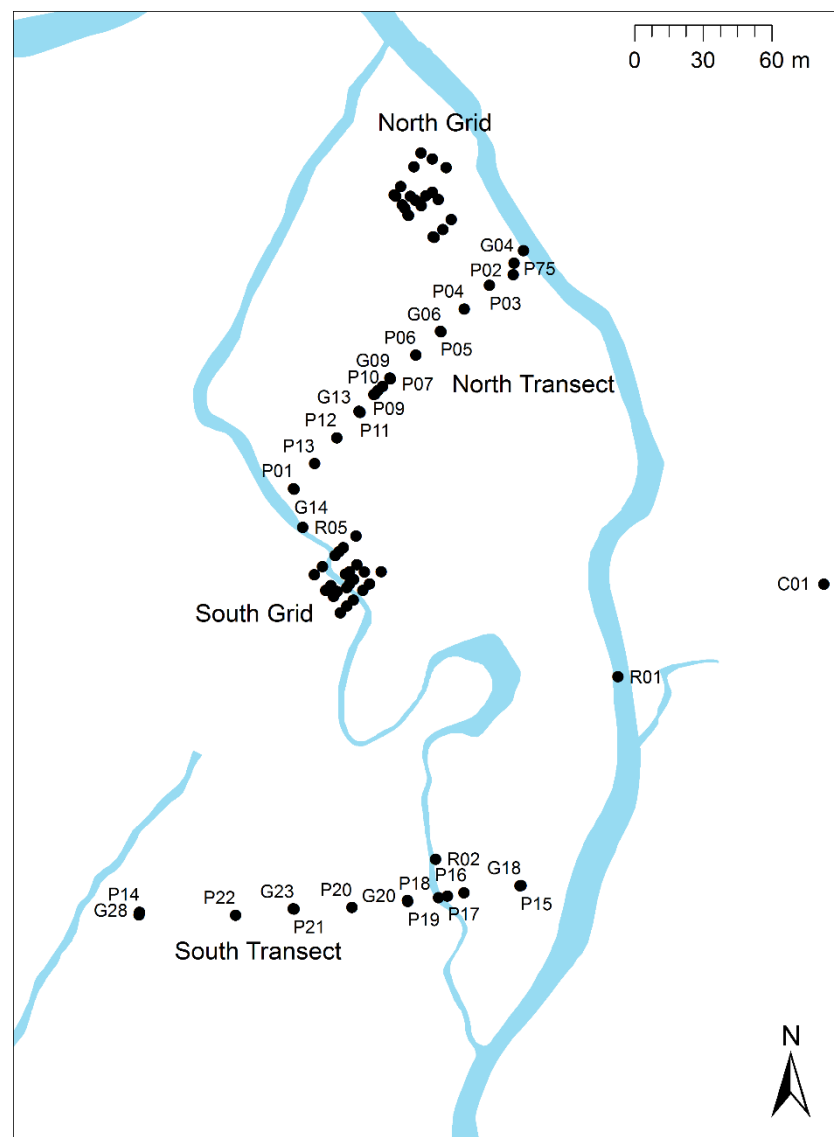 0 30 60 m
North Grid
G04
P02 P75
P03
P04
G06
P05
P06
G09
P10 P07
North Transect
G13 P09
P11
P12
P13
P01
G14
R05
C01
South Grid
R01
R02
P16 G18
P18
P20 G20
G23
P14
G28
P22
P15
P17
P19
P21
South Transect
N